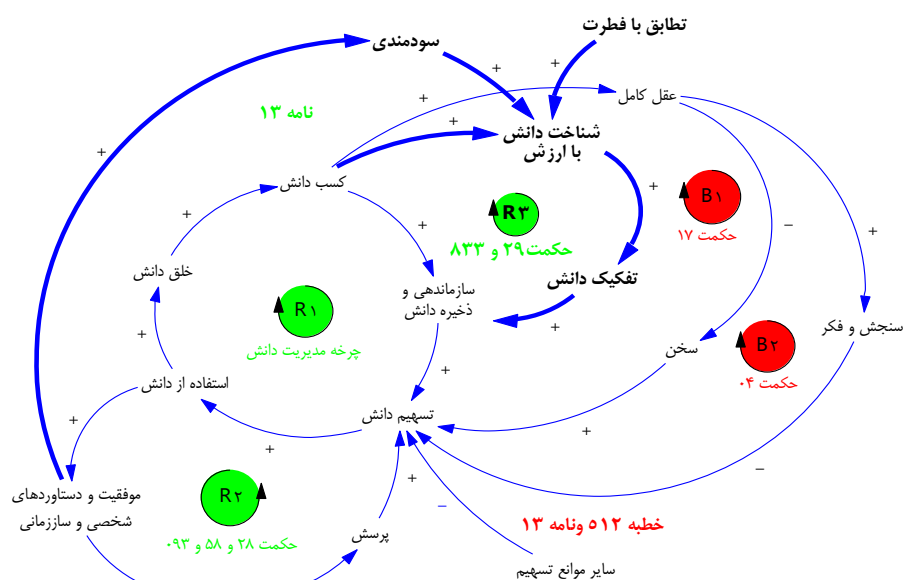 تطابق با فطرت
سودمندی
+
+
+
عقل کامل
نامه ۱۳
+
+
شناخت دانش
با ارزش
+
کسب دانش
+
B۱
حکمت ۱۷
R۳
حکمت۲۹ و ۸۳۳
+
+
–
+
خلق دانش
تفکیک دانش
سازماندهی و
ذخیره دانش
R۱
چرخه مدیریت دانش
+
+
سنجش و فکر
B۲
حکمت ۰۴
سخن
+
استفاده از دانش
تسهیم دانش
+
+
+
–
موفقیت و دستاوردهای
شخصی و ساززمانی
R۲
حکمت ۲۸ و ۵۸ و ۰۹۳
+
–
پرسش
خطبه ۵۱۲ ونامه ۱۳
سایر موانع تسهیم